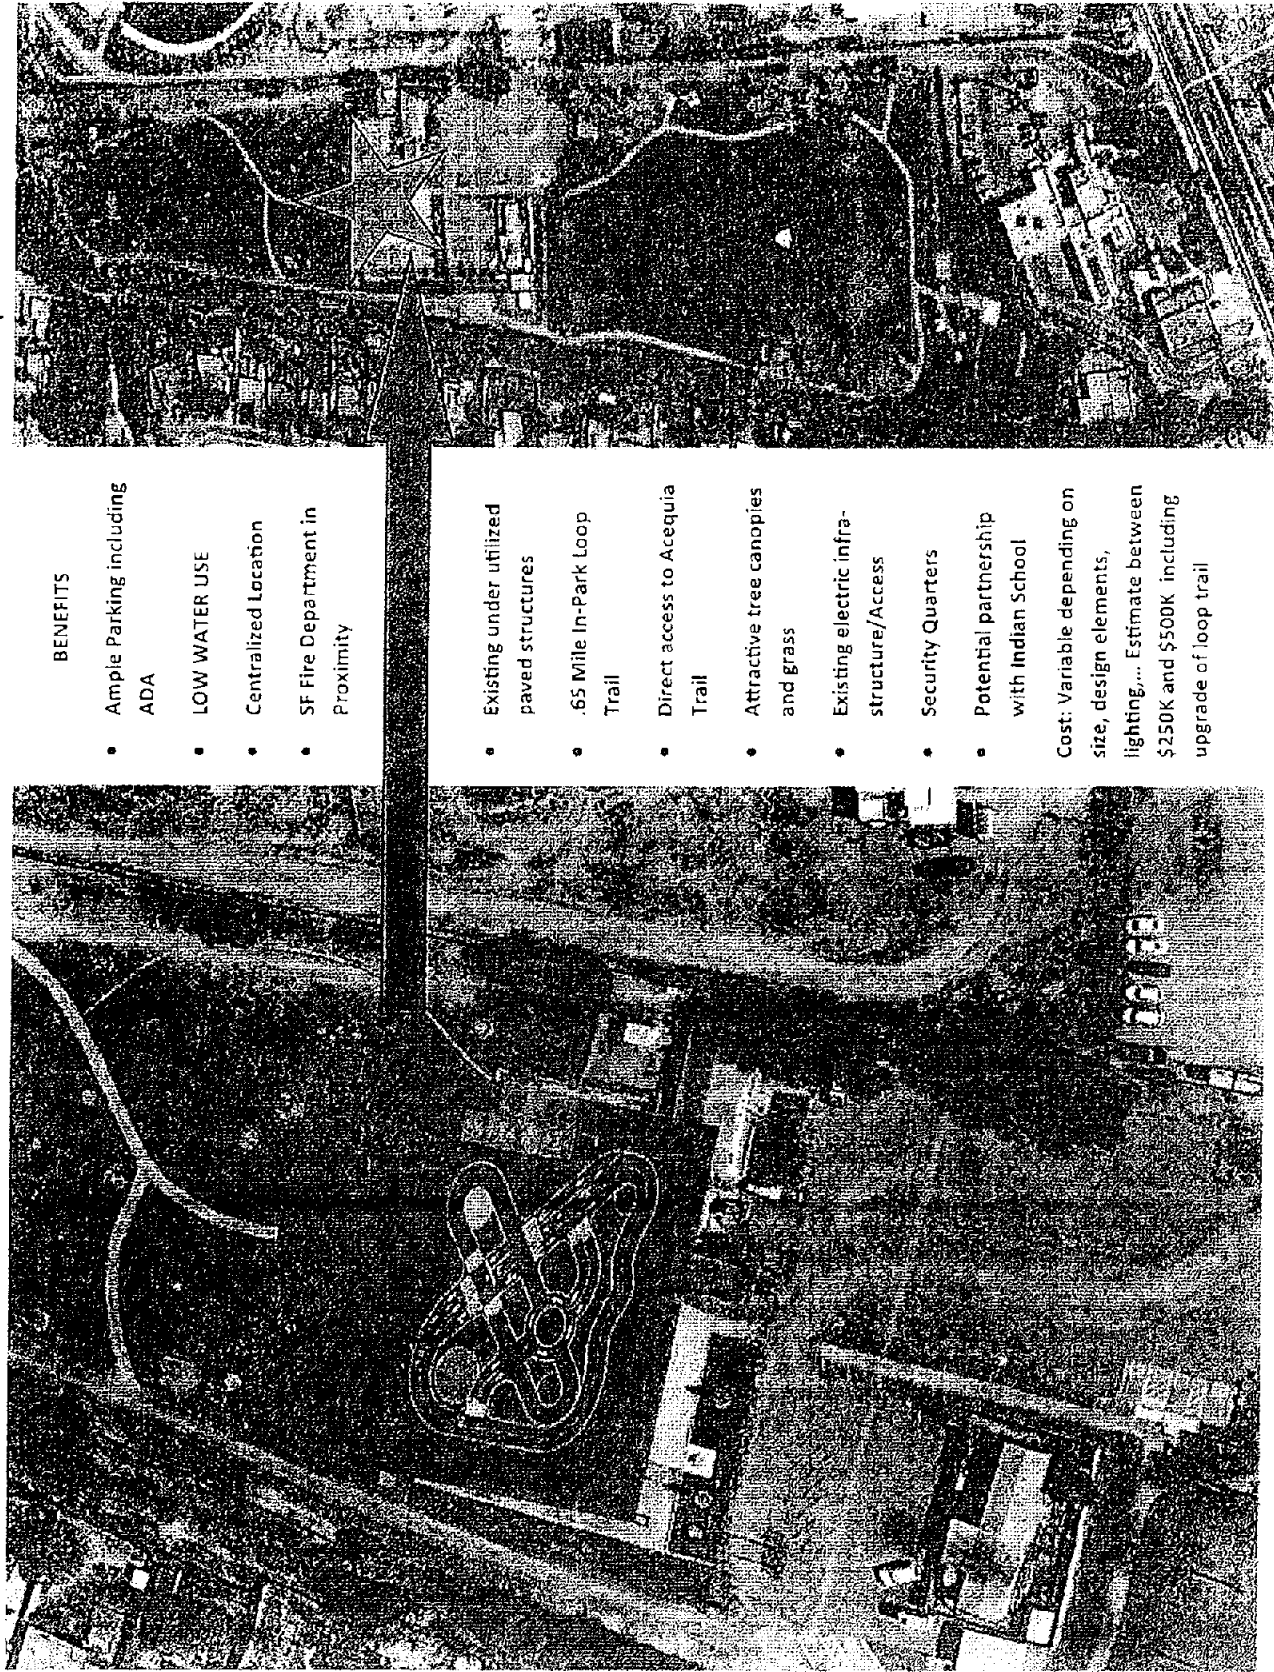 BENEFITS
• Ample Parking including
ADA
• LOW WATER USE
• Centralized Location
• SF Fire Department in
Proximity
• Existing under utilized
paved structures
• .65 Mile In-Park Loop
Trail
• Direct access to Acequia
Trail
• Attractive tree canopies
and grass
• Existing electric infra-
structure/Access
• Security Quarters
• Potential partnership
with Indian School
Cost: Variable depending on
size, design elements,
lighting,... Estimate between
$250K and $500K including
upgrade of loop trail